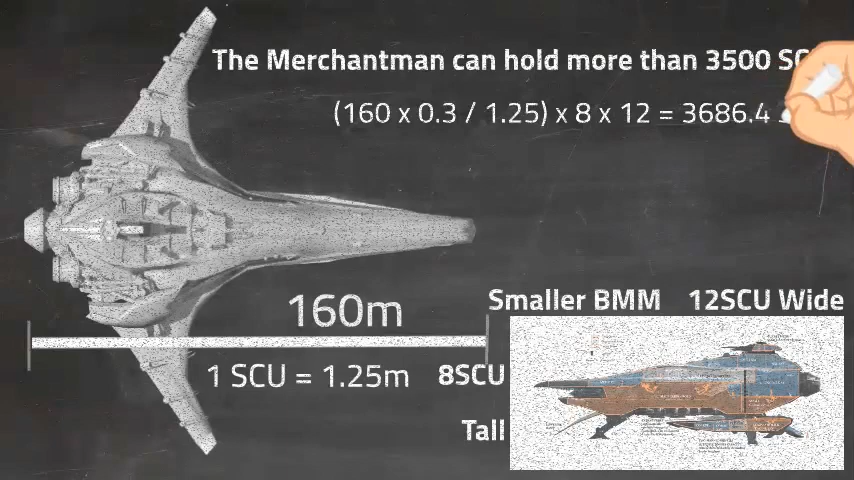 The Merchantman can hold more than 3500
(160 x 0.3 / 1.25) x 8 x 12 = 3686.4
Smaller BMM 12SCU Wide
160m
1 SCU = 1.25m 8SCU
Tall